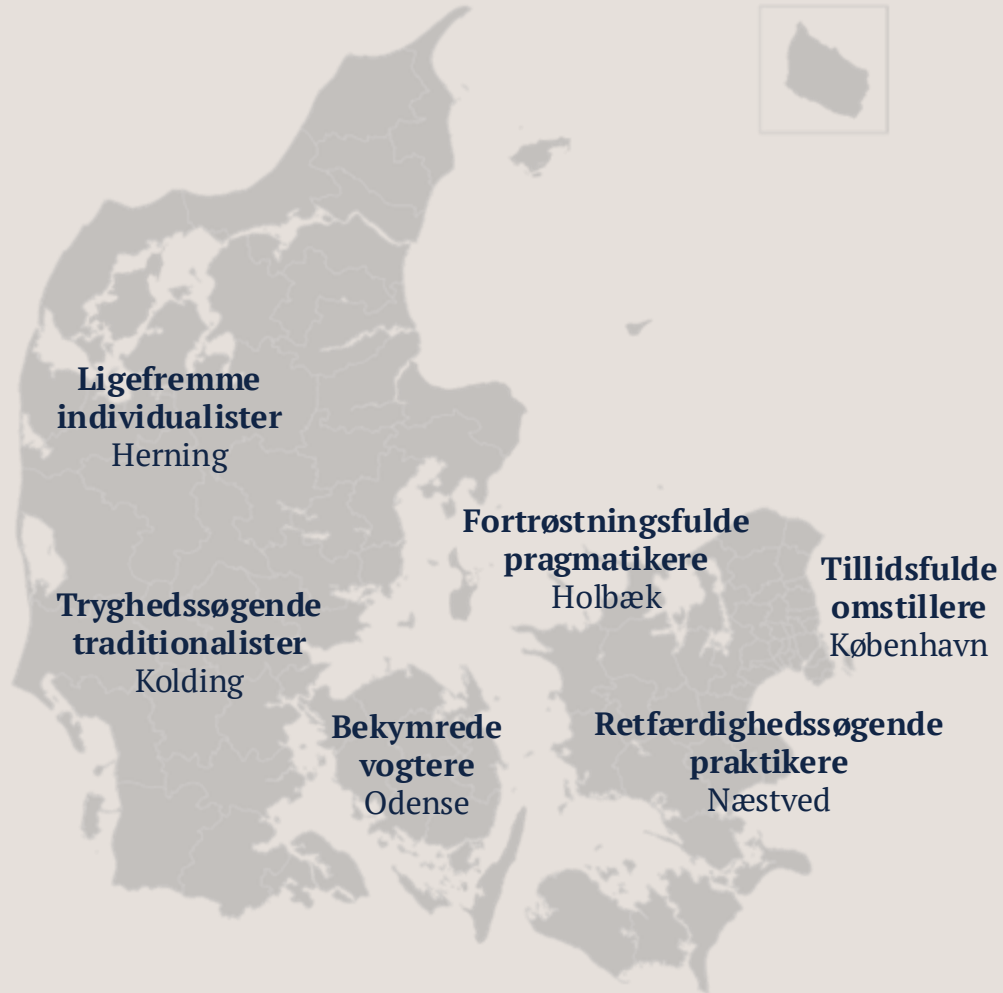 Ligefremme
individualister
Herning
Fortrøstningsfulde
pragmatikere
Holbæk
Tillidsfulde
omstillere
København
Tryghedssøgende
traditionalister
Kolding
Bekymrede
vogtere
Odense
Retfærdighedssøgende
praktikere
Næstved